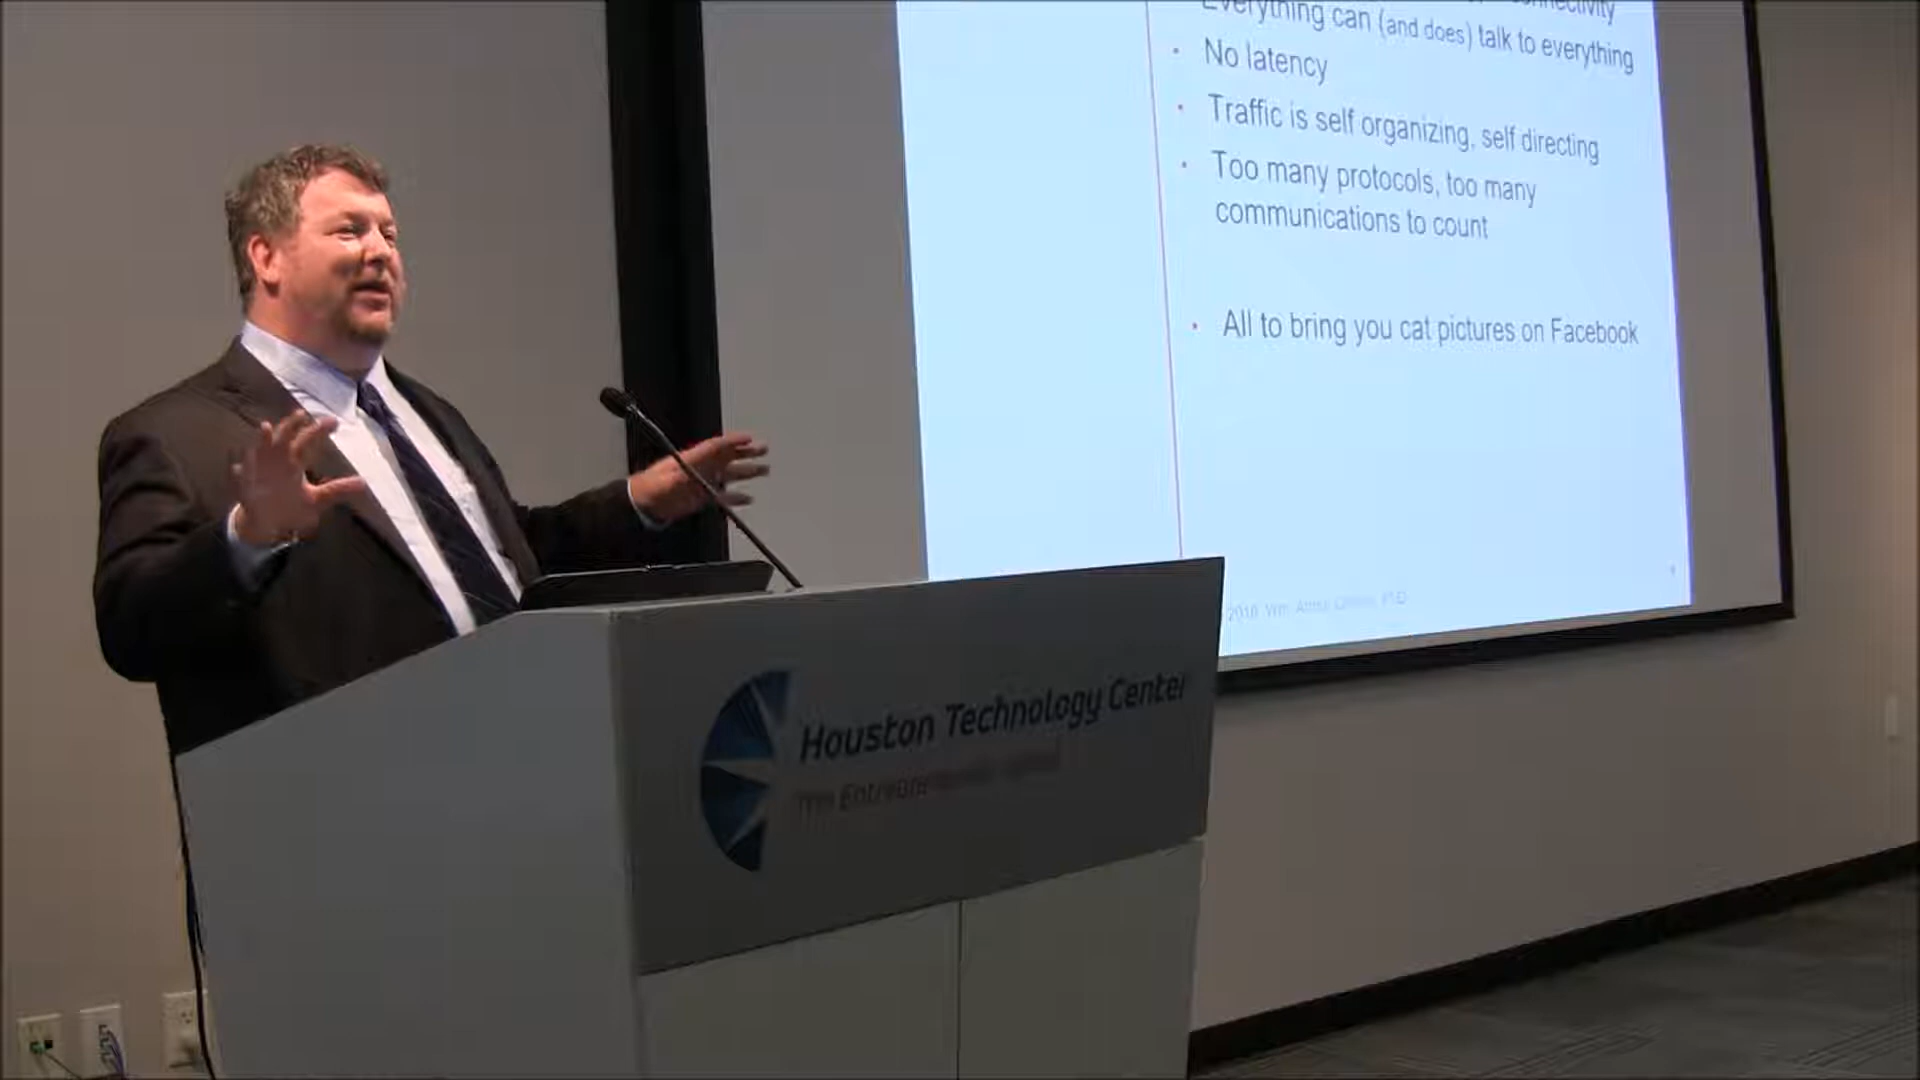 Everything can (and does) talk to everything
No latency
Traffic is self organizing, self directing
Too many protocols, too many
communications to count
All to bring you cat pictures on Facebook
Houston Technology Center